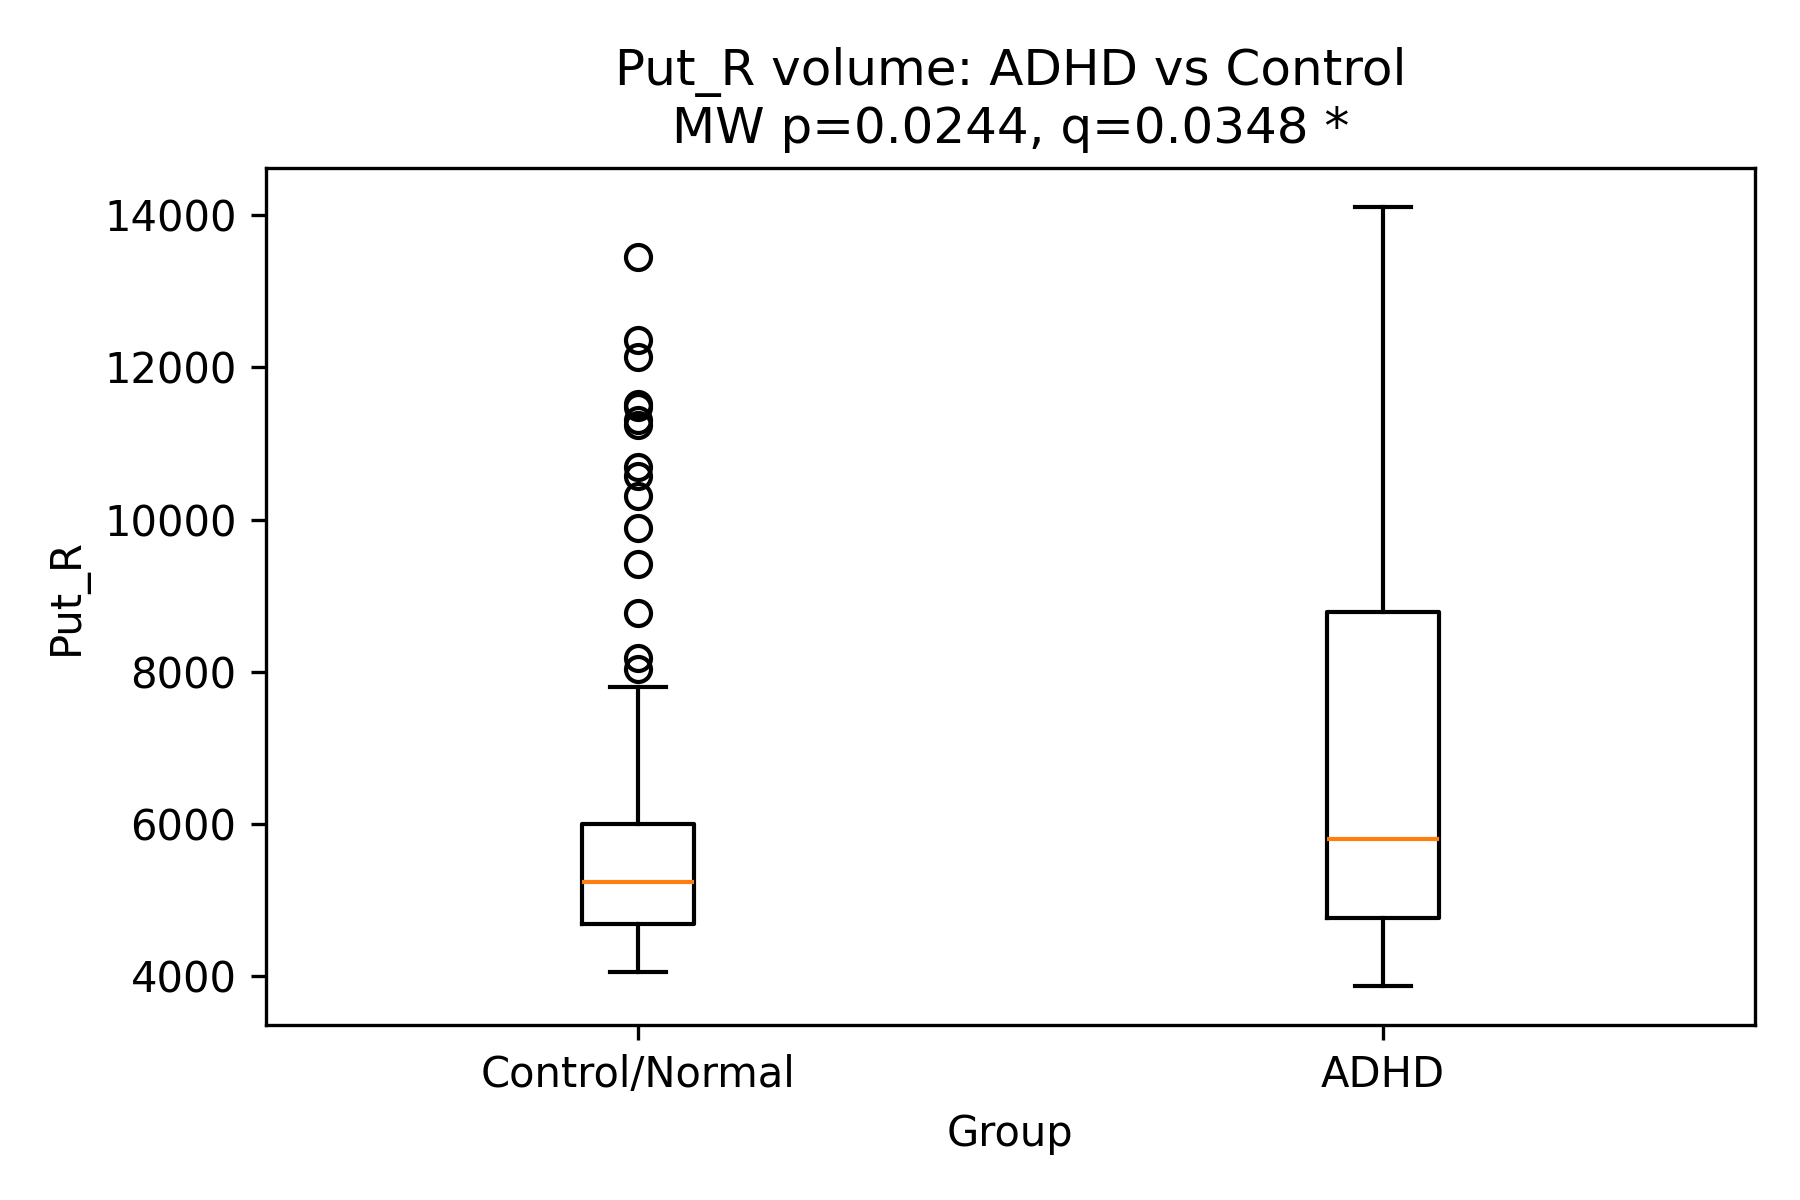 Put_R volume: ADHD vs Control
MW p=0.0244, q=0.0348 *
14000
12000
10000
8000
6000
4000
Put_R
Control/Normal
ADHD
Group